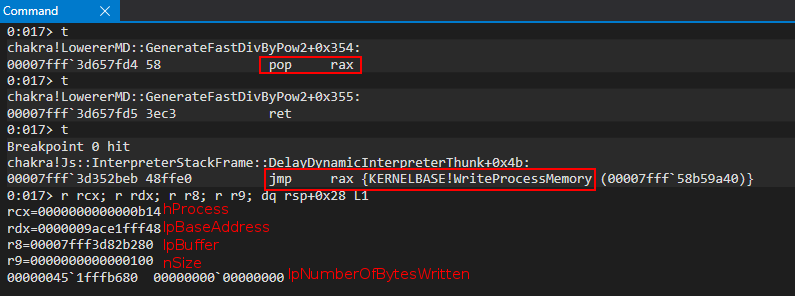 Command X
0:017> t
chakra!LowererMD::GenerateFastDivByPow2+0x354:
00007fff`3d657fd4 58 pop rax
0:017> t
chakra!LowererMD::GenerateFastDivByPow2+0x355:
00007fff`3d657fd5 3ec3 ret
0:017> t
Breakpoint 0 hit
chakra!Js::InterpreterStackFrame::DelayDynamicInterpreterThunk+0x4b:
00007fff`3d352beb 48ffe0 jmp rax {KERNELBASE!WriteProcessMemory (00007fff`58b59a40)}
0:017> r rcx; r rdx; r r8; r r9; dq rsp+0x28 L1
rcx=0000000000000b14 hProcess
rdx=0000009ace1fff48 lpBaseAddress
r8=00007fff3d82b280 lpBuffer
r9=0000000000000100 nSize
00000045`1fffb680 00000000`00000000 lpNumberOfBytesWritten